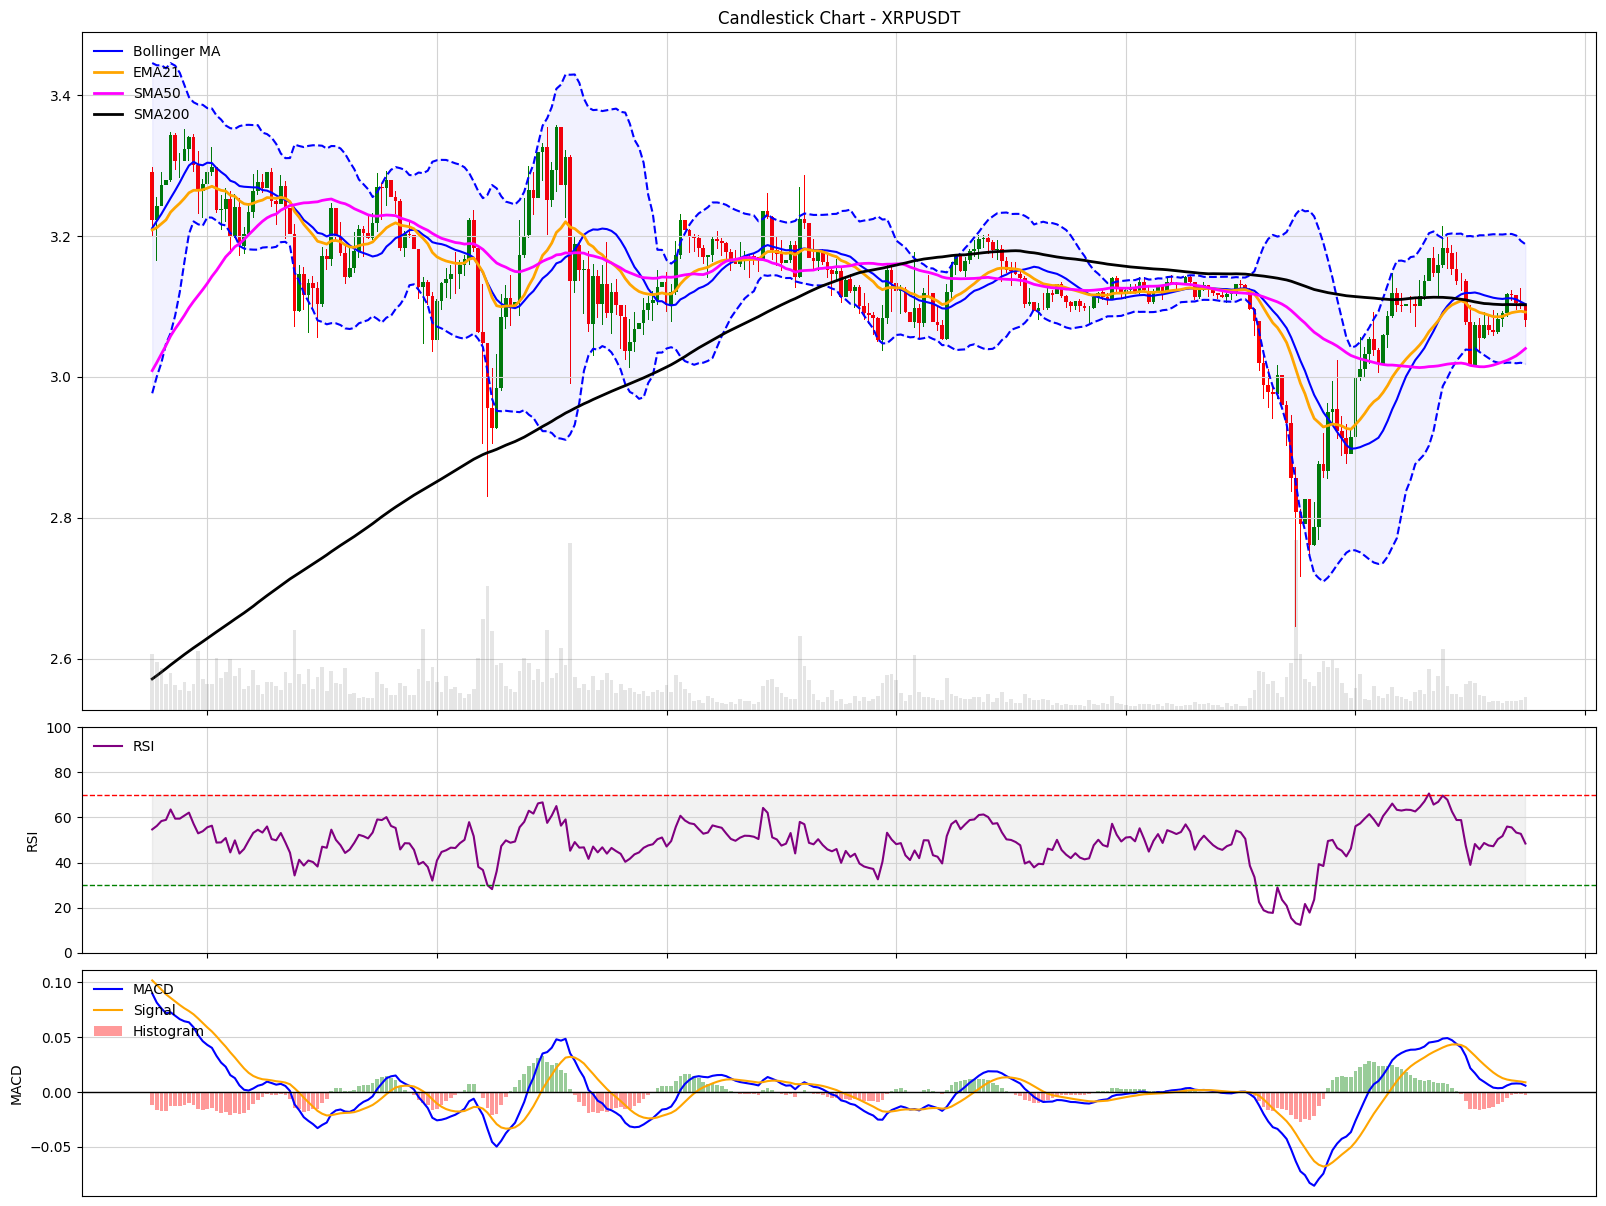 Candlestick Chart - XRPUSDT
Bollinger MA
EMA21
SMA50
SMA200
3.4
3.2
3.0
2.8
2.6
100
RSI
80
60
RSI
40
20
0
0.10
MACD
Signal
0.05
Histogram
MACD
0.00
−0.05